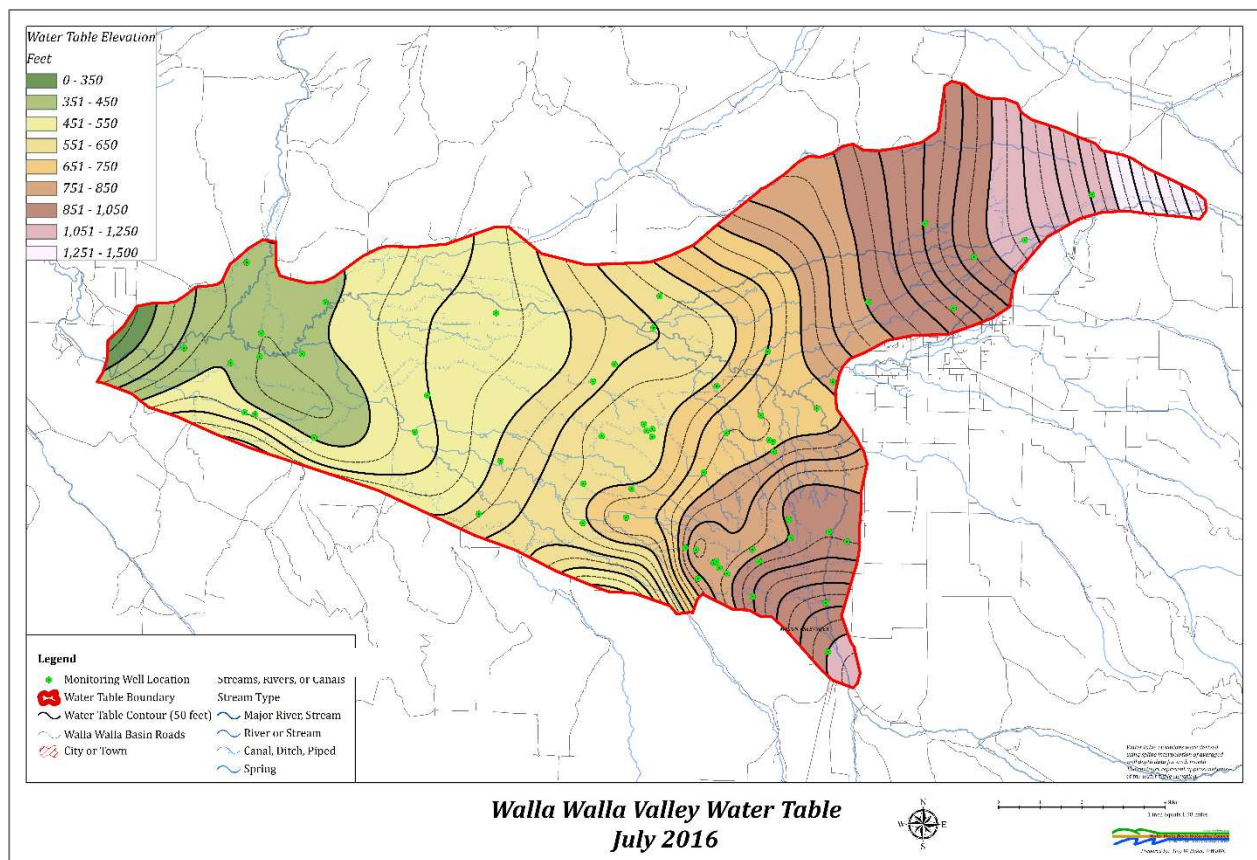 Water Table Elevation
Feet
0 - 350
351 - 450
451 - 550
551 - 650
651 - 750
751 - 850
851 - 1,050
1,051 - 1,250
1,251 - 1,500
Legend
Monitoring Well Location
Water Table Boundary
Water Table Contour (50 feet)
Walla Walla Basin Roads
City or Town
Streams, Rivers, or Canals
Stream Type
Major River, Stream
River or Stream
Canal, Ditch, Piped
Spring
Walla Walla Valley Water Table
July 2016
N
W
E
S
0 1 2